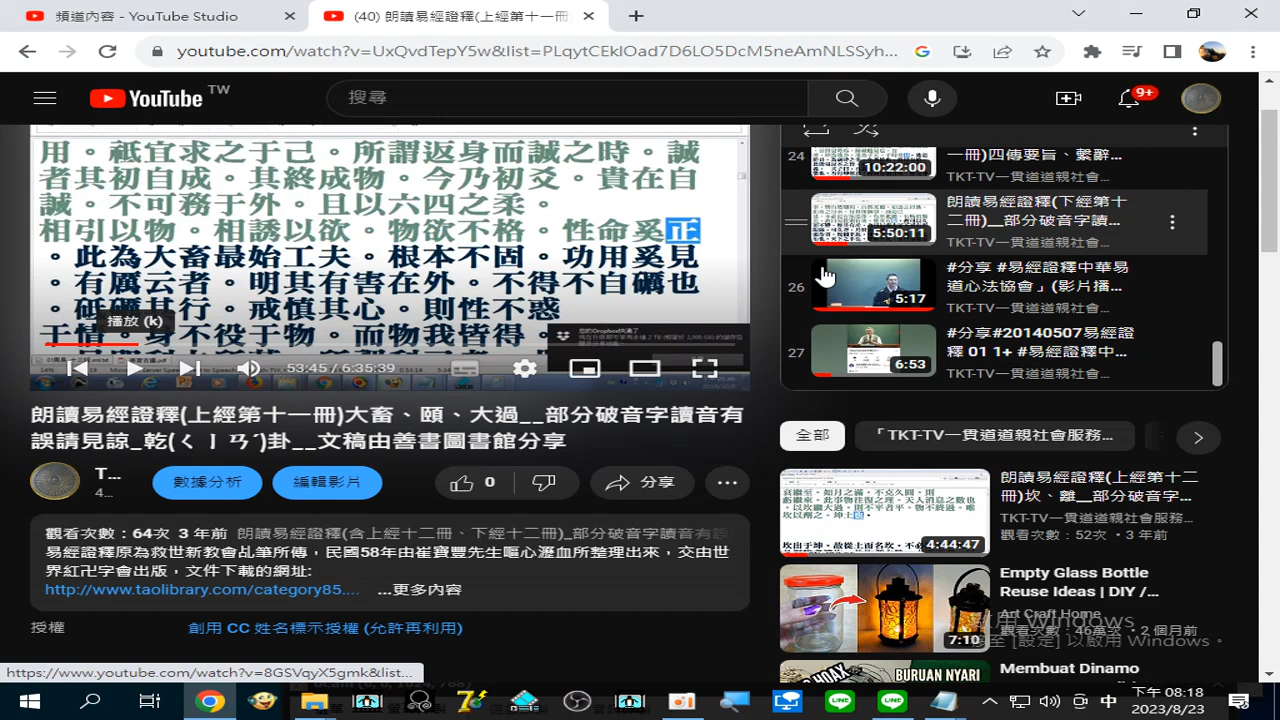 頻道內容 - YouTube Studio
(40) 朗讀易經證釋(上經第十一冊
youtube.com/watch?v=UxQvdTepY5w&list=PLqytCEklOad7D6LO5DcM5neAmNLSSyh...
YouTube TW
搜尋
9+
用。祗宜求之于己。所謂返身而誠之時。誠
者其初自成。其終成物。今乃初爻。貴在自
誠。不可務于外。且以六四之柔。
相引以物。相誘以欲。物欲不格。性命奚正
。此為大畜最始工夫。根本不固。功用奚見
。有厲云者。明其有害在外。不得不自礪也
。砥礪其行。戒慎其心。則性不惑
于情。身不役于物。而物我皆得。
播放 (k)
53:45 / 6:35:39
朗讀易經證釋(上經第十一冊)大畜、頤、大過__部分破音字讀音有
誤請見諒_乾(ㄑㄧㄢˊ)卦__文稿由善書圖書館分享
T...
4...
數據分析
編輯影片
0
分享
觀看次數：64次 3 年前 朗讀易經證釋(含上經十二冊、下經十二冊)_部分破音字讀音有誤
易經證釋原為救世新教會乩筆所傳，民國58年由崔寶豐先生嘔心瀝血所整理出來，交由世
界紅卍字會出版，文件下載的網址:
http://www.taolibrary.com/category85.... ...更多內容
授權
創用 CC 姓名標示授權 (允許再利用)
https://www.youtube.com/watch?v=8GSVqyX5gmk&list...
24
10:22:00
一冊)四傳要旨、繫辭...
TKT-TV一貫道道親社會...
5:50:11
朗讀易經證釋(下經第十
二冊)__部分破音字讀...
TKT-TV一貫道道親社會...
26
5:17
#分享 #易經證釋中華易
道心法協會」(影片播...
TKT-TV一貫道道親社會...
27
6:53
#分享#20140507易經證
釋 01 1+ #易經證釋中...
TKT-TV一貫道道親社會...
全部
「TKT-TV一貫道道親社會服務...
4:44:47
朗讀易經證釋(上經第十二
冊)坎、離__部分破音字...
TKT-TV一貫道道親社會服務...
觀看次數：52次 • 3 年前
7:10
Empty Glass Bottle
Reuse Ideas | DIY /...
Art Craft Home
觀看次數：46萬次 • 2 個月前
啟用 Windows
移至 [設定] 以啟用 Windows。
BURUAN NYARI
Membuat Dinamo
中
下午 08:18
2023/8/23